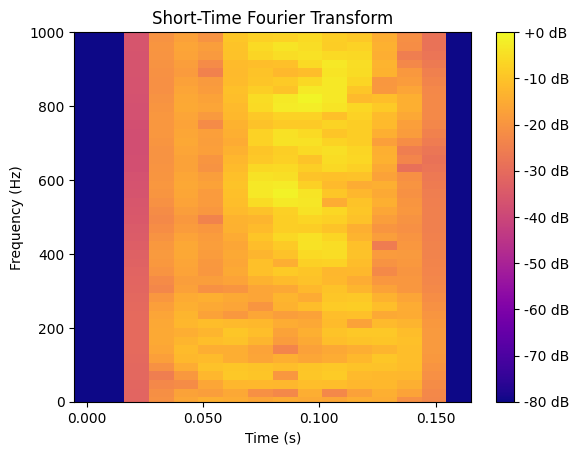 Short-Time Fourier Transform
1000
800
600
400
200
0
Frequency (Hz)
0.000
0.050
0.100
0.150
Time (s)
+0 dB
-10 dB
-20 dB
-30 dB
-40 dB
-50 dB
-60 dB
-70 dB
-80 dB